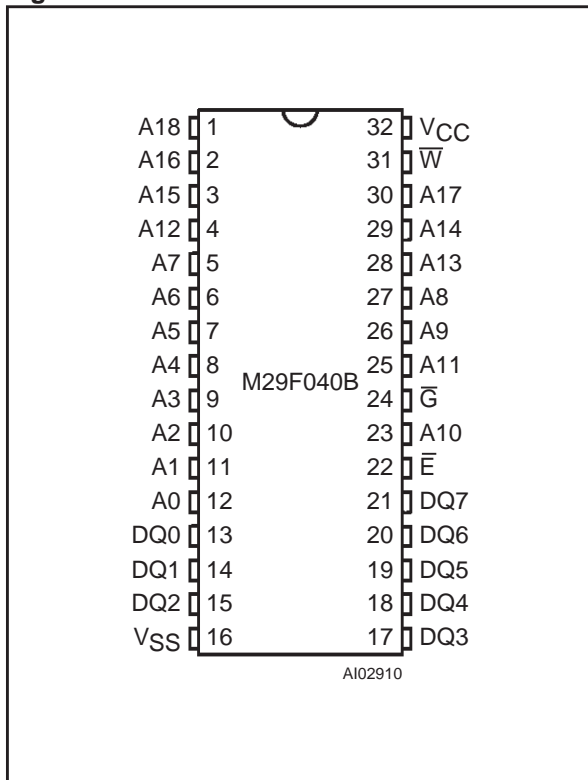 A18 1 32 VCC
A16 2 31 W̅
A15 3 30 A17
A12 4 29 A14
A7 5 28 A13
A6 6 27 A8
A5 7 26 A9
A4 8 25 A11
M29F040B
A3 9 24 G̅
A2 10 23 A10
A1 11 22 E̅
A0 12 21 DQ7
DQ0 13 20 DQ6
DQ1 14 19 DQ5
DQ2 15 18 DQ4
VSS 16 17 DQ3
AI02910